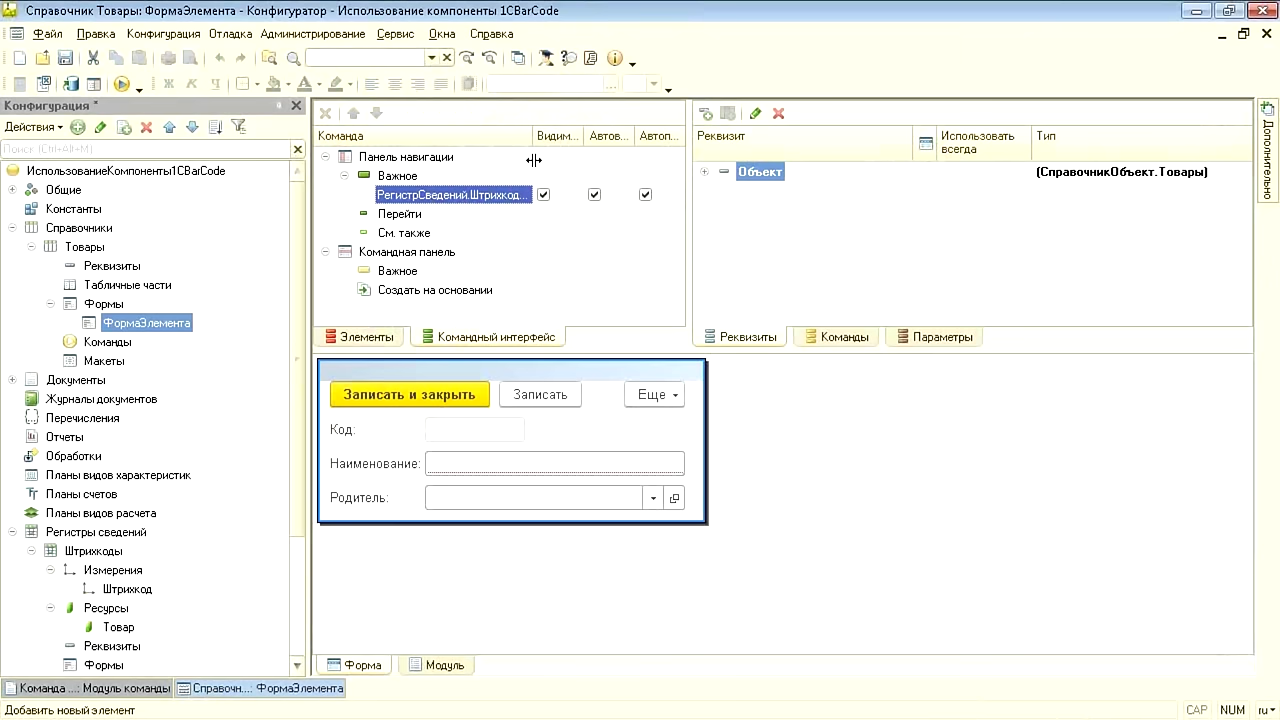 Справочник Товары: ФормаЭлемента - Конфигуратор - Использование компоненты 1CBarCode
Файл Правка Конфигурация Отладка Администрирование Сервис Окна Справка
Ж К Ч
Конфигурация *
Действия
Поиск (Ctrl+Alt+M)
ИспользованиеКомпоненты1CBarCode
Общие
Константы
Справочники
Товары
Реквизиты
Табличные части
Формы
ФормаЭлемента
Команды
Макеты
Документы
Журналы документов
Перечисления
Отчеты
Обработки
Планы видов характеристик
Планы счетов
Планы видов расчета
Регистры сведений
Штрихкоды
Измерения
Штрихкод
Ресурсы
Товар
Реквизиты
Формы
Команда Видим... Автов... Автоп...
Панель навигации
Важное
РегистрСведений.Штрихкод...
Перейти
См. также
Командная панель
Важное
Создать на основании
Элементы Командный интерфейс
Реквизит Использовать всегда Тип
Объект (СправочникОбъект.Товары)
Реквизиты Команды Параметры
Записать и закрыть Записать Еще
Код:
Наименование:
Родитель:
Форма Модуль
Дополнительно
Команда ...: Модуль команды Справочн...: ФормаЭлемента
Добавить новый элемент CAP NUM ru